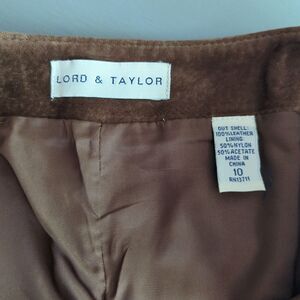 LORD & TAYLOR
OUT SHELL:
100%LEATHER
LINING:
50%NYLON
50%ACETATE
MADE IN
CHINA
10
RN13711